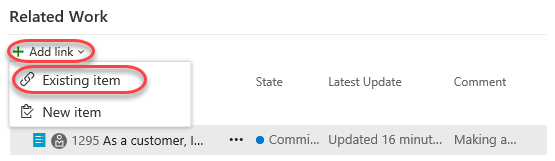 Related Work
+ Add link
Existing item
New item
State Latest Update Comment
1295 As a customer, I... ••• Commi... Updated 16 minut... Making a...